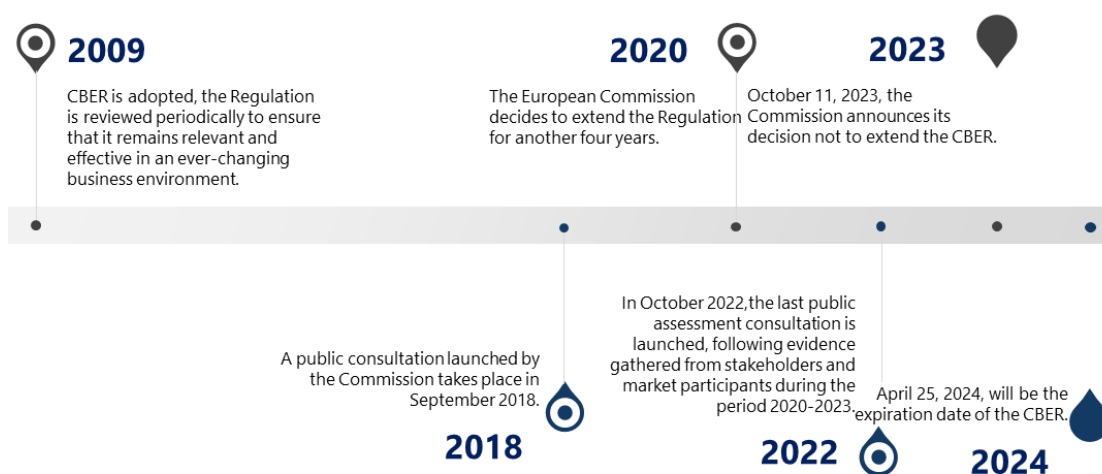 2009
CBER is adopted, the Regulation
is reviewed periodically to ensure
that it remains relevant and
effective in an ever-changing
business environment.
2020
The European Commission
decides to extend the Regulation
for another four years.
2023
October 11, 2023, the
Commission announces its
decision not to extend the CBER.
A public consultation launched by
the Commission takes place in
September 2018.
2018
In October 2022,the last public
assessment consultation is
launched, following evidence
gathered from stakeholders and
market participants during the
period 2020-2023.
2022
April 25, 2024, will be the
expiration date of the CBER.
2024